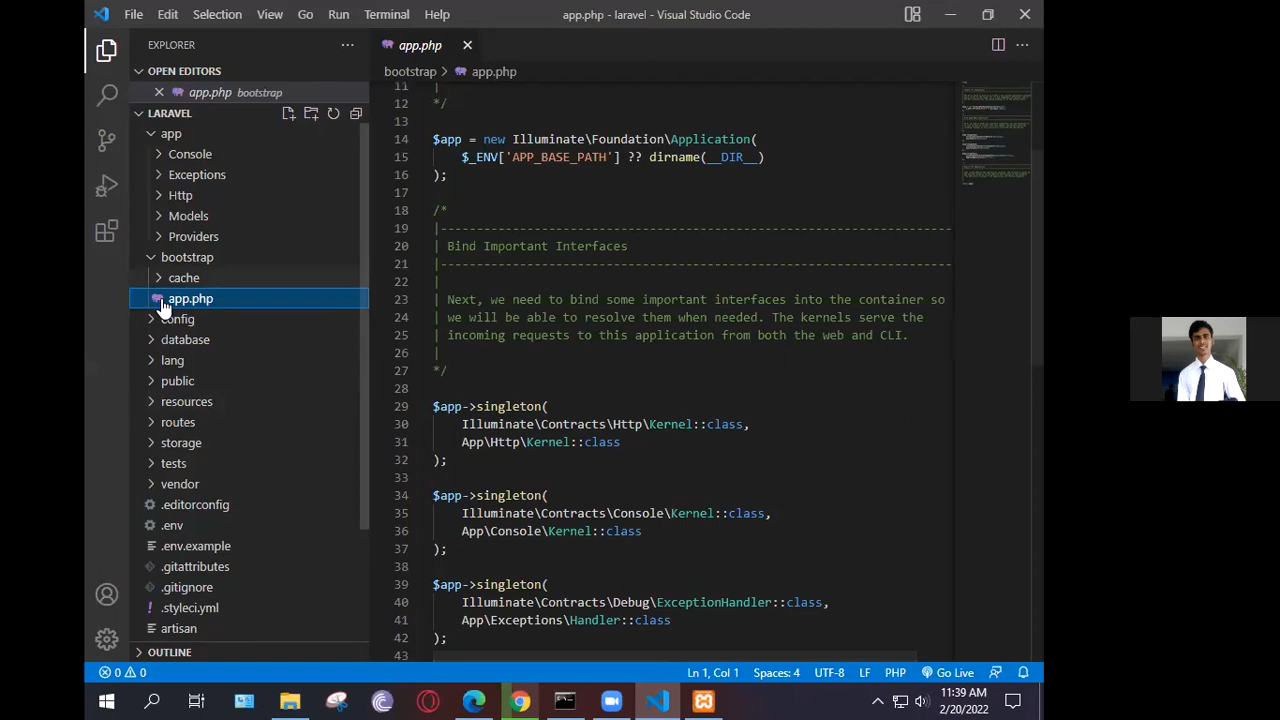 File Edit Selection View Go Run Terminal Help app.php - laravel - Visual Studio Code
EXPLORER
OPEN EDITORS
app.php bootstrap
LARAVEL
app
Console
Exceptions
Http
Models
Providers
bootstrap
cache
app.php
config
database
lang
public
resources
routes
storage
tests
vendor
.editorconfig
.env
.env.example
.gitattributes
.gitignore
.styleci.yml
artisan
OUTLINE
app.php
bootstrap > app.php
11 |
12 */
13
14 $app = new Illuminate\Foundation\Application(
15 $_ENV['APP_BASE_PATH'] ?? dirname(__DIR__)
16 );
17
18 /*
19 |--------------------------------------------------------------------------
20 | Bind Important Interfaces
21 |--------------------------------------------------------------------------
22 |
23 | Next, we need to bind some important interfaces into the container so
24 | we will be able to resolve them when needed. The kernels serve the
25 | incoming requests to this application from both the web and CLI.
26 |
27 */
28
29 $app->singleton(
30 Illuminate\Contracts\Http\Kernel::class,
31 App\Http\Kernel::class
32 );
33
34 $app->singleton(
35 Illuminate\Contracts\Console\Kernel::class,
36 App\Console\Kernel::class
37 );
38
39 $app->singleton(
40 Illuminate\Contracts\Debug\ExceptionHandler::class,
41 App\Exceptions\Handler::class
42 );
43
0 0 Ln 1, Col 1 Spaces: 4 UTF-8 LF PHP Go Live
11:39 AM
2/20/2022